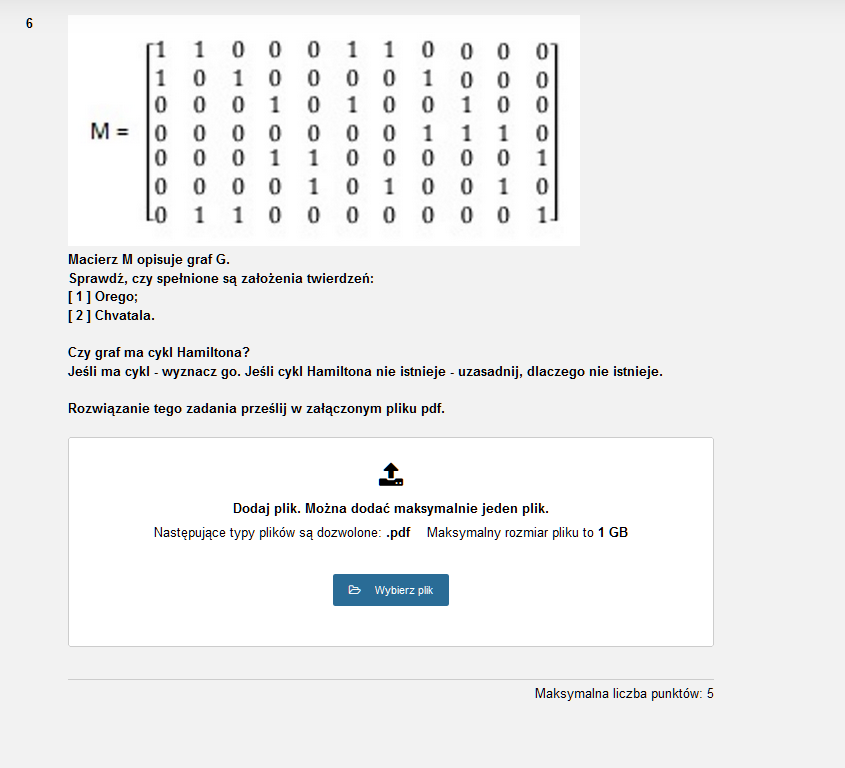 6
1 1 0 0 0 1 1 0 0 0 0
1 0 1 0 0 0 0 1 0 0 0
0 0 0 1 0 1 0 0 1 0 0
M = 0 0 0 0 0 0 0 1 1 1 0
0 0 0 1 1 0 0 0 0 0 1
0 0 0 0 1 0 1 0 0 1 0
0 1 1 0 0 0 0 0 0 0 1
Macierz M opisuje graf G.
Sprawdź, czy spełnione są założenia twierdzeń:
[ 1 ] Orego;
[ 2 ] Chvatala.
Czy graf ma cykl Hamiltona?
Jeśli ma cykl - wyznacz go. Jeśli cykl Hamiltona nie istnieje - uzasadnij, dlaczego nie istnieje.
Rozwiązanie tego zadania prześlij w załączonym pliku pdf.
Dodaj plik. Można dodać maksymalnie jeden plik.
Następujące typy plików są dozwolone: .pdf Maksymalny rozmiar pliku to 1 GB
Wybierz plik
Maksymalna liczba punktów: 5